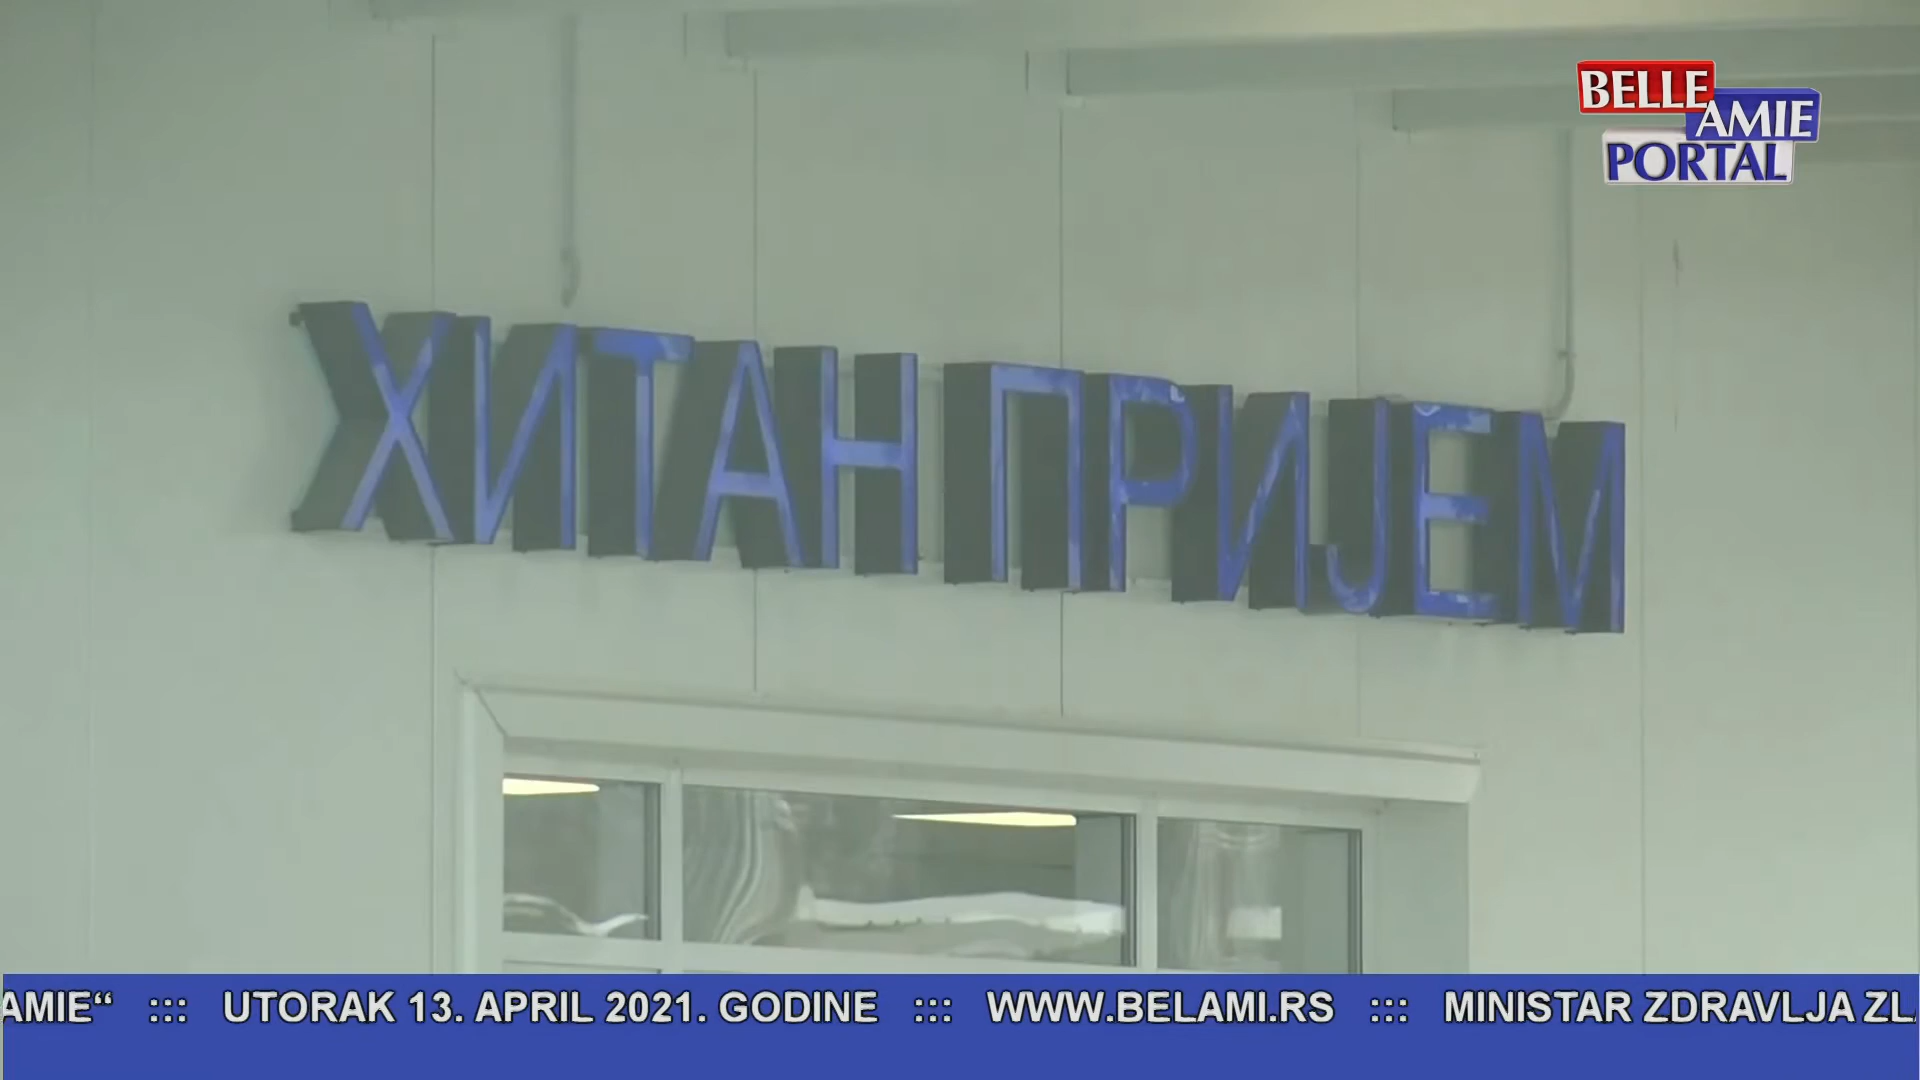 BELLE
AMIE
PORTAL
ХИТАН ПРИЈЕМ
AMIE“ ::: UTORAK 13. APRIL 2021. GODINE ::: WWW.BELAMI.RS ::: MINISTAR ZDRAVLJA